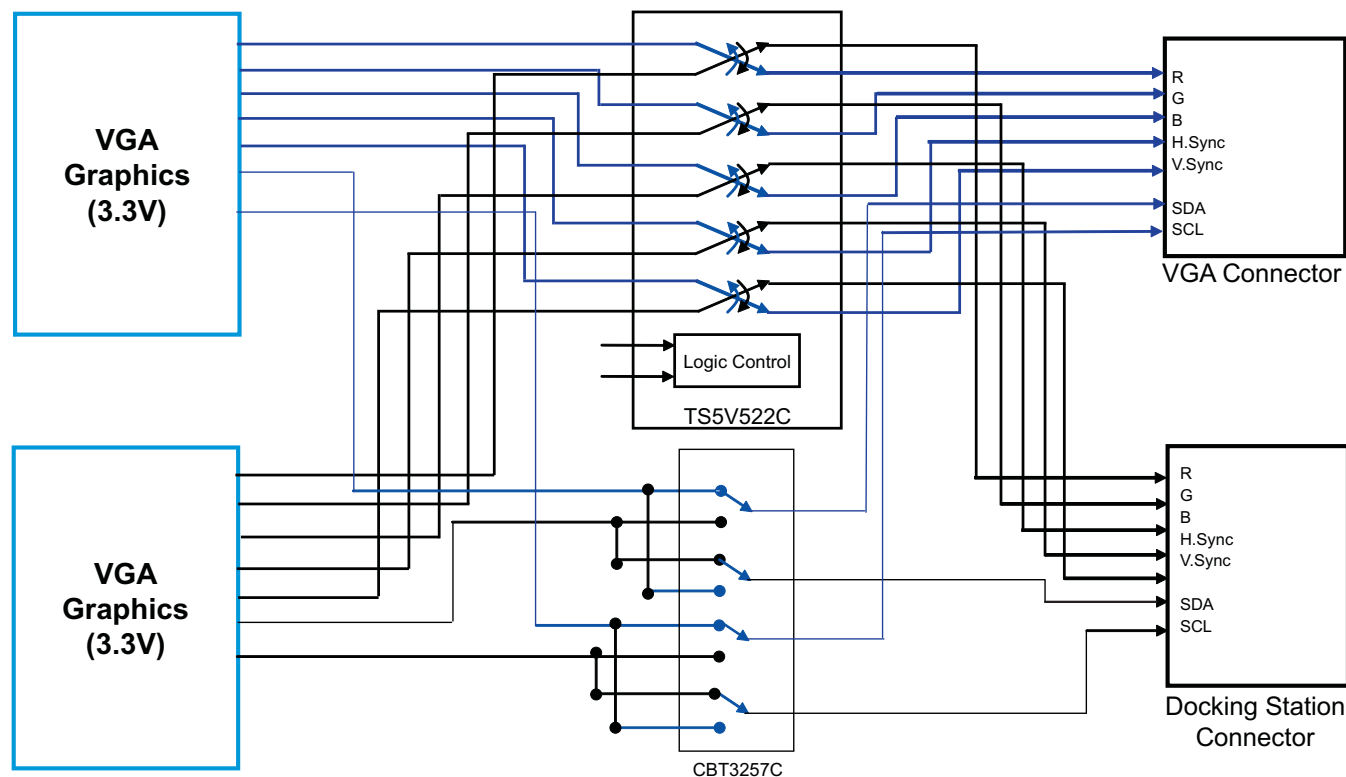 VGA
Graphics
(3.3V)
Logic Control
TS5V522C
R
G
B
H.Sync
V.Sync
SDA
SCL
VGA Connector
VGA
Graphics
(3.3V)
CBT3257C
R
G
B
H.Sync
V.Sync
SDA
SCL
Docking Station
Connector